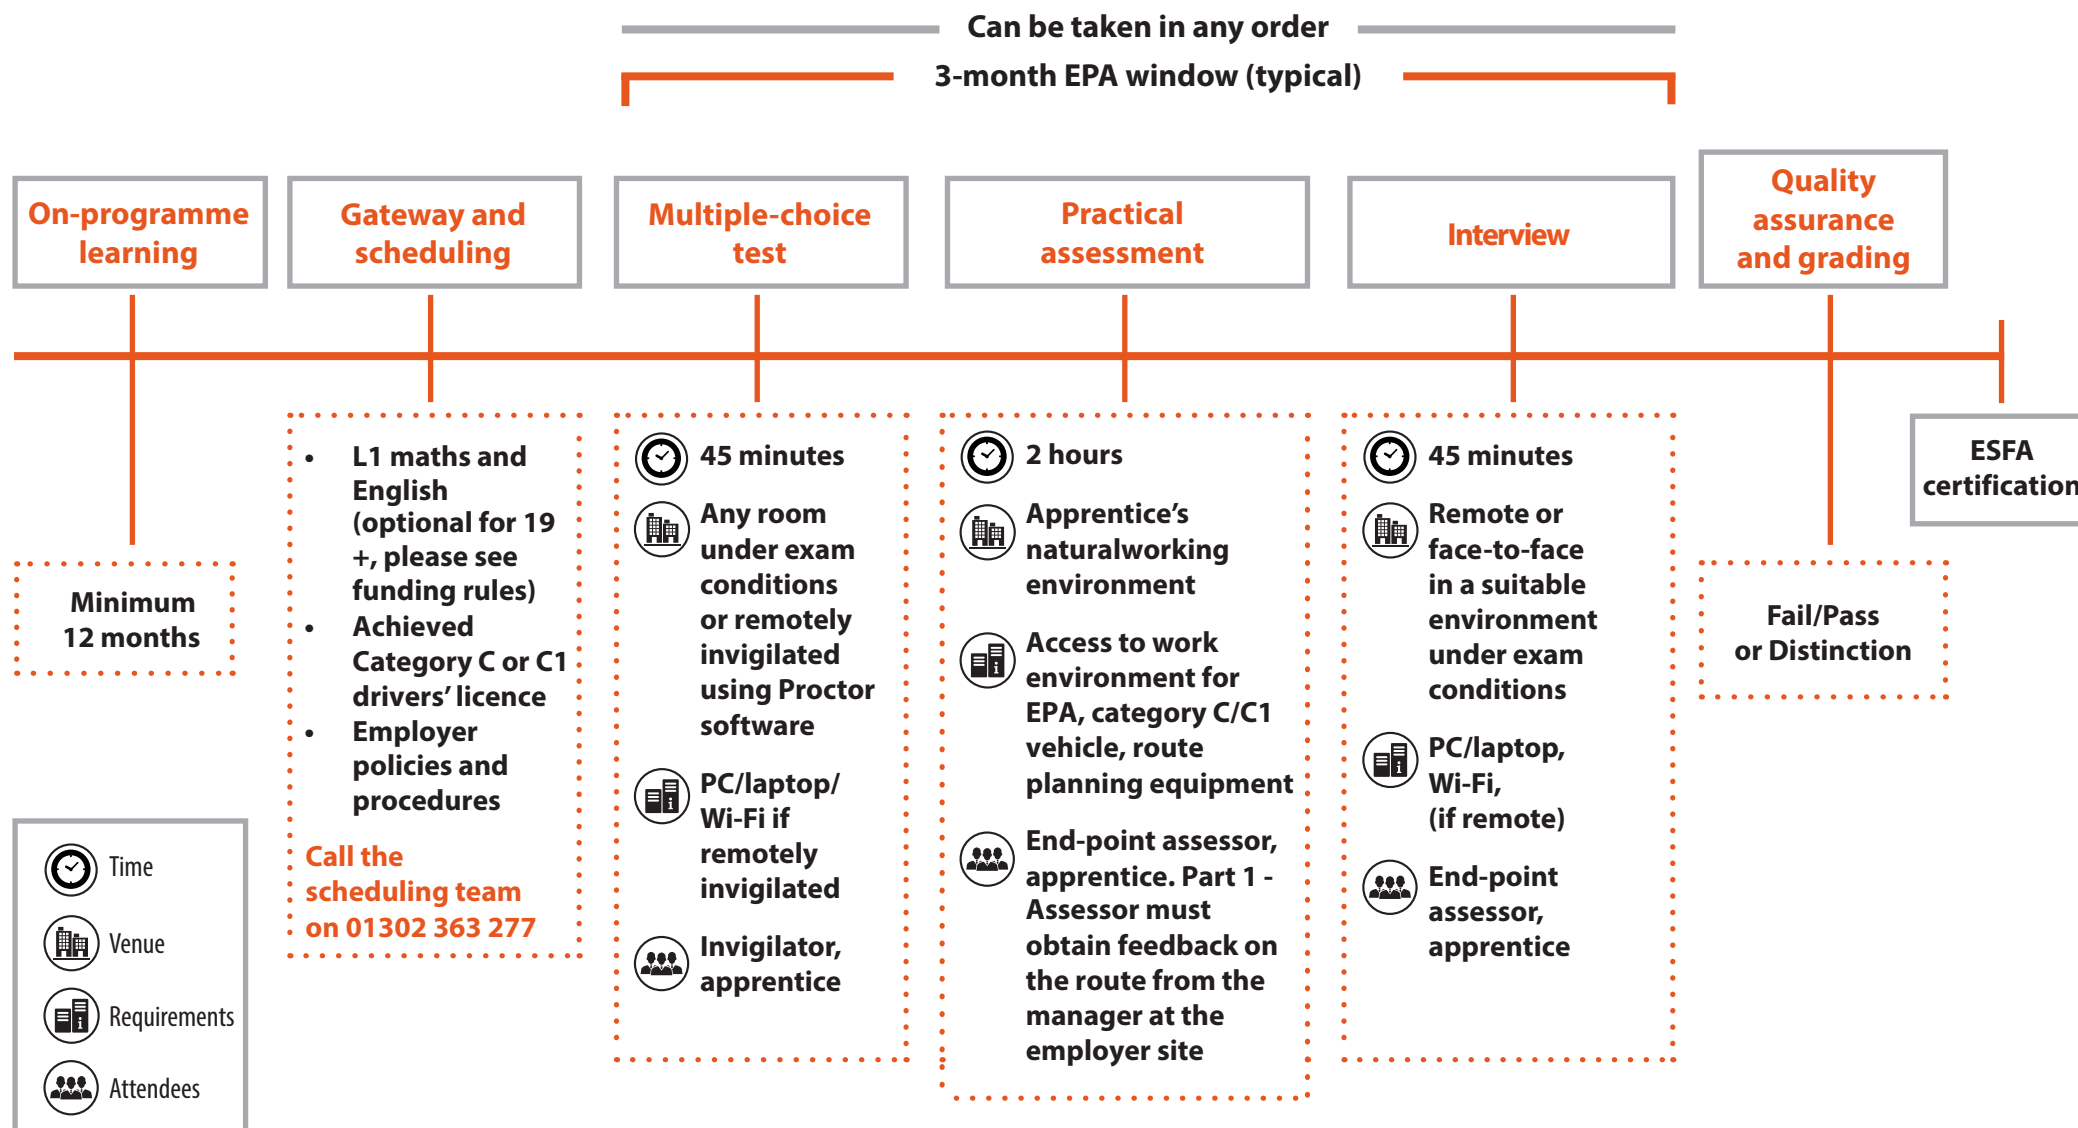 Can be taken in any order
3-month EPA window (typical)
On-programme
learning
Gateway and
scheduling
Multiple-choice
test
Practical
assessment
Interview
Quality
assurance
and grading
Minimum
12 months
• L1 maths and
English
(optional for 19
+, please see
funding rules)
• Achieved
Category C or C1
drivers’ licence
• Employer
policies and
procedures
Call the
scheduling team
on 01302 363 277
45 minutes
Any room
under exam
conditions
or remotely
invigilated
using Proctor
software
PC/laptop/
Wi-Fi if
remotely
invigilated
Invigilator,
apprentice
2 hours
Apprentice’s
naturalworking
environment
Access to work
environment for
EPA, category C/C1
vehicle, route
planning equipment
End-point assessor,
apprentice. Part 1 -
Assessor must
obtain feedback on
the route from the
manager at the
employer site
45 minutes
Remote or
face-to-face
in a suitable
environment
under exam
conditions
PC/laptop,
Wi-Fi,
(if remote)
End-point
assessor,
apprentice
Fail/Pass
or Distinction
ESFA
certification
Time
Venue
Requirements
Attendees